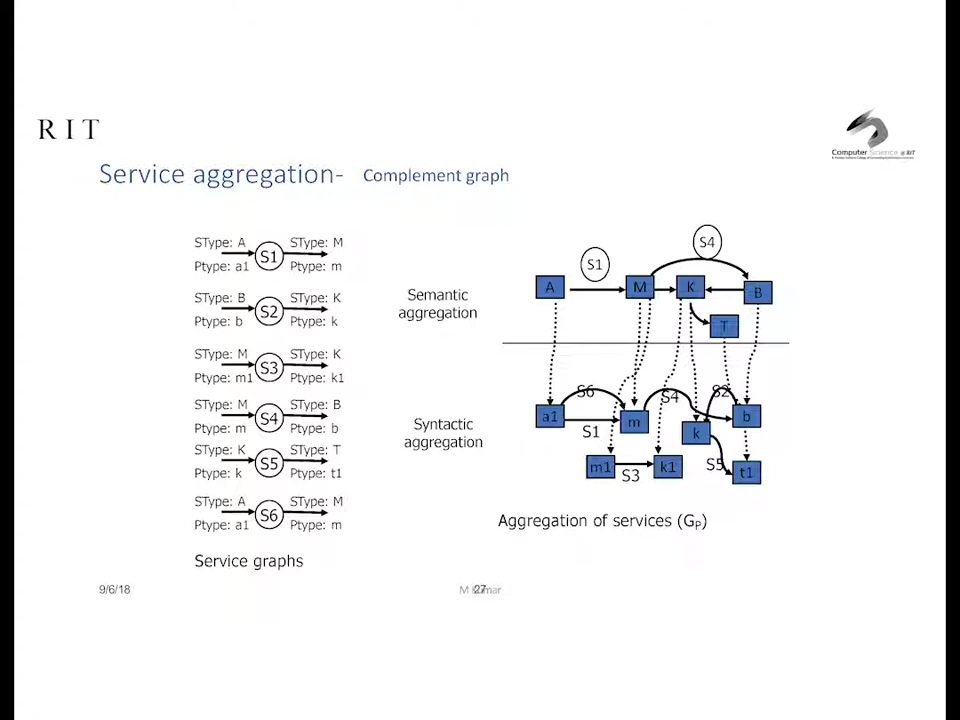 R I T
Computer Science @ RIT
Service aggregation- Complement graph
SType: A S1 SType: M
Ptype: a1 Ptype: m
SType: B S2 SType: K
Ptype: b Ptype: k
SType: M S3 SType: K
Ptype: m1 Ptype: k1
SType: M S4 SType: B
Ptype: m Ptype: b
SType: K S5 SType: T
Ptype: k Ptype: t1
SType: A S6 SType: M
Ptype: a1 Ptype: m
Service graphs
Semantic
aggregation
Syntactic
aggregation
S4
S1
A M K B
T
S6 S4 S2
a1 m b
S1 k
m1 k1 S5 t1
S3
Aggregation of services (GP)
9/6/18
27